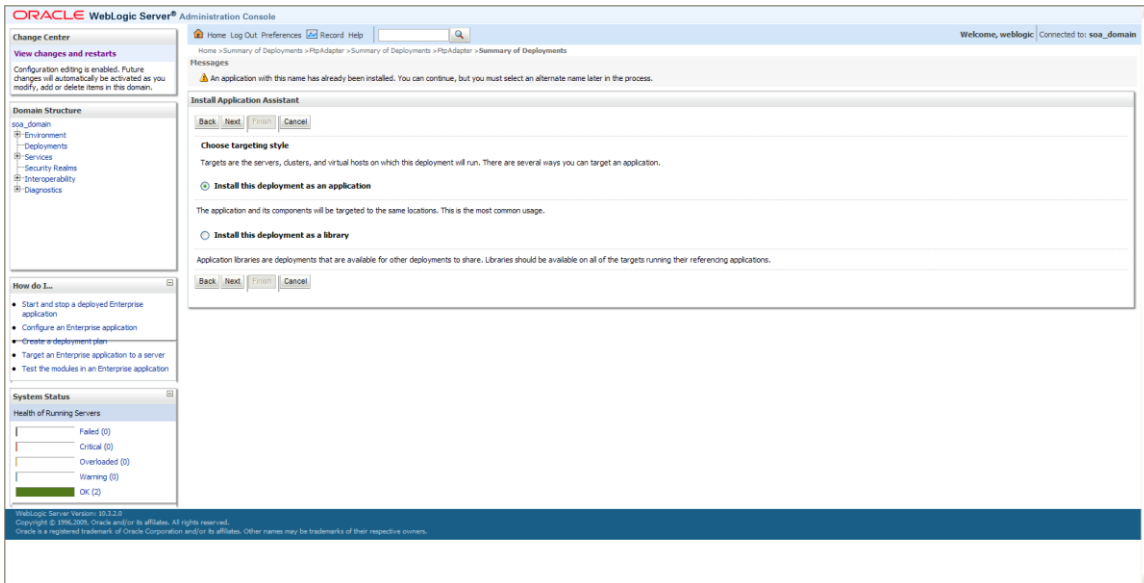 ORACLE WebLogic Server® Administration Console
Change Center
View changes and restarts
Configuration editing is enabled. Future
changes will automatically be activated as you
modify, add or delete items in this domain.
Domain Structure
soa_domain
Environment
Deployments
Services
Security Realms
Interoperability
Diagnostics
How do I...
Start and stop a deployed Enterprise
application
Configure an Enterprise application
Create a deployment plan
Target an Enterprise application to a server
Test the modules in an Enterprise application
System Status
Health of Running Servers
Failed (0)
Critical (0)
Overloaded (0)
Warning (0)
OK (2)
Home Log Out Preferences Record Help
Welcome, weblogic Connected to: soa_domain
Home >Summary of Deployments >FtpAdapter >Summary of Deployments >FtpAdapter >Summary of Deployments
Messages
An application with this name has already been installed. You can continue, but you must select an alternate name later in the process.
Install Application Assistant
Back Next Finish Cancel
Choose targeting style
Targets are the servers, clusters, and virtual hosts on which this deployment will run. There are several ways you can target an application.
Install this deployment as an application
The application and its components will be targeted to the same locations. This is the most common usage.
Install this deployment as a library
Application libraries are deployments that are available for other deployments to share. Libraries should be available on all of the targets running their referencing applications.
Back Next Finish Cancel
WebLogic Server Version: 10.3.2.0
Copyright © 1996,2009, Oracle and/or its affiliates. All rights reserved.
Oracle is a registered trademark of Oracle Corporation and/or its affiliates. Other names may be trademarks of their respective owners.